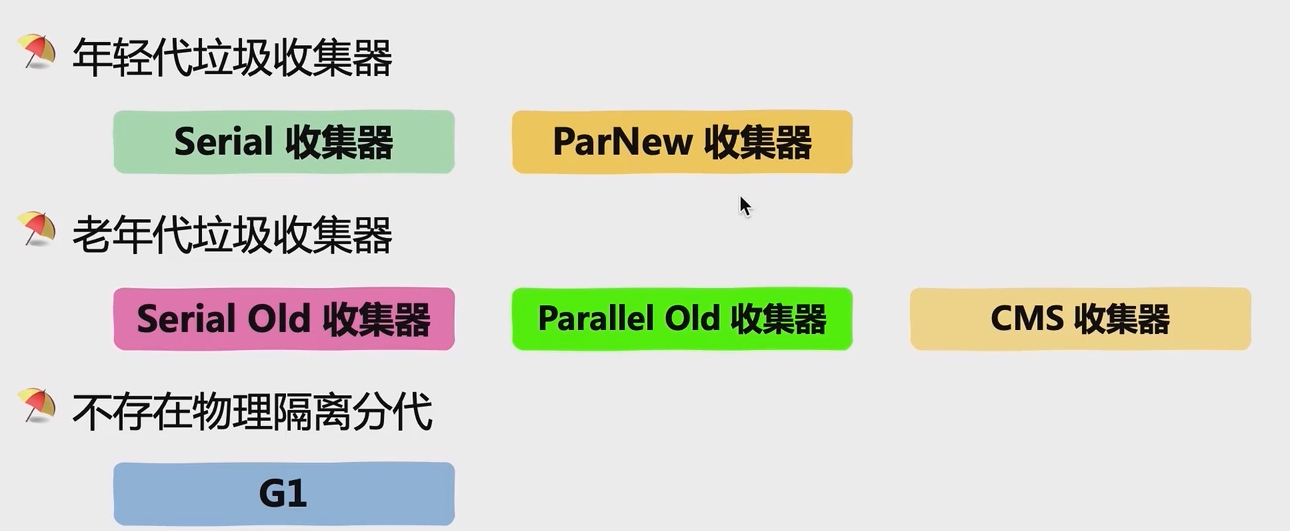 年轻代垃圾收集器
Serial 收集器 ParNew 收集器
老年代垃圾收集器
Serial Old 收集器 Parallel Old 收集器 CMS 收集器
不存在物理隔离分代
G1